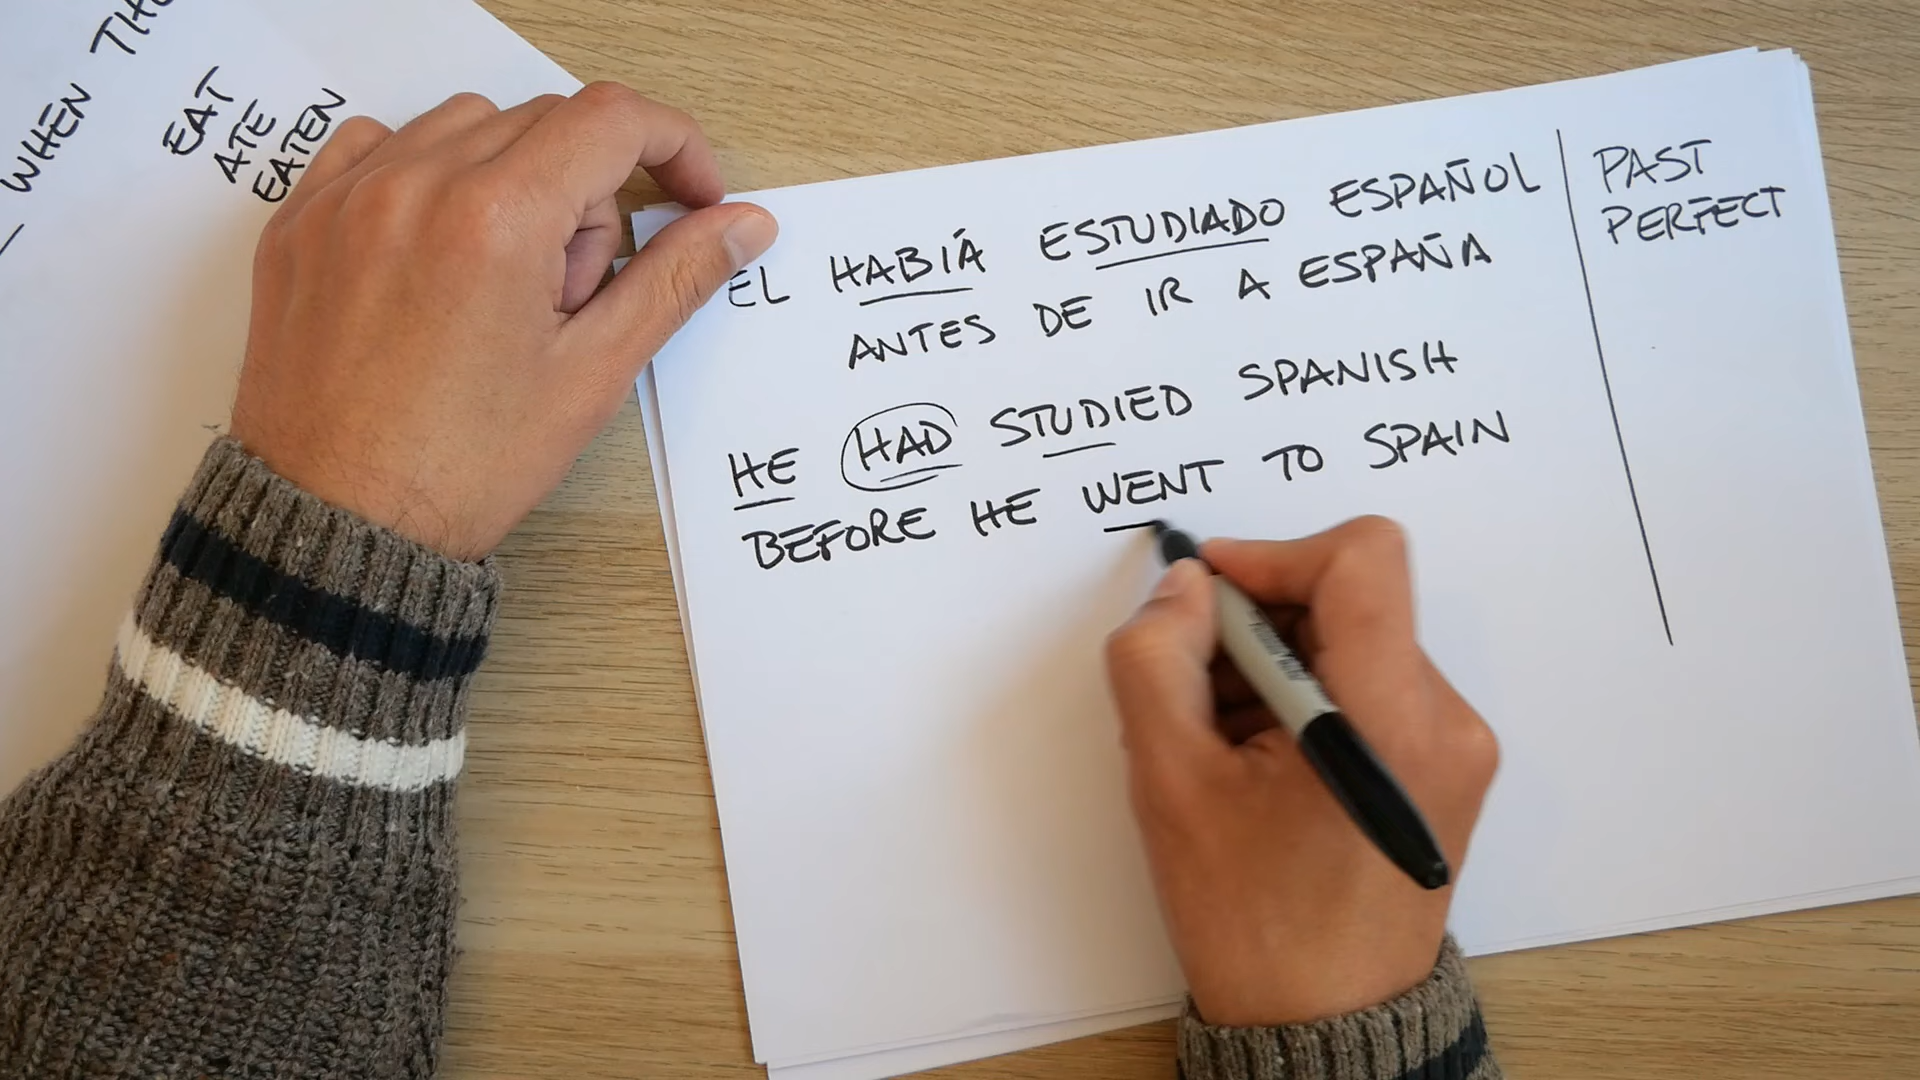 WHEN
EAT
ATE
EATEN
EL HABÍA ESTUDIADO ESPAÑOL
ANTES DE IR A ESPAÑA
HE HAD STUDIED SPANISH
BEFORE HE WENT TO SPAIN
PAST
PERFECT